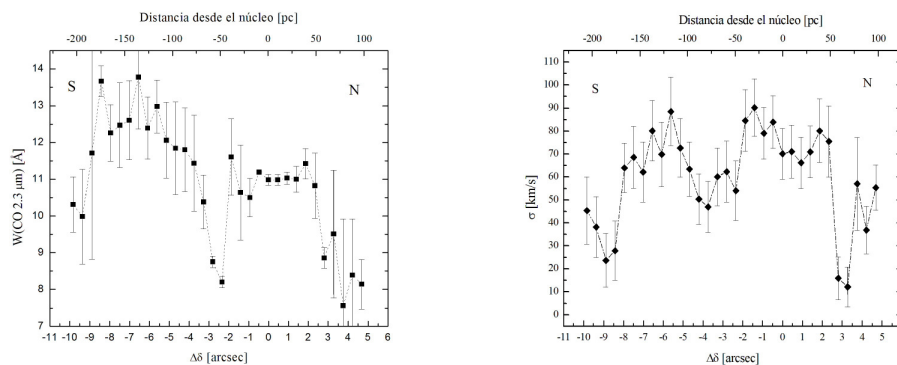 Distancia desde el núcleo [pc]
-200 -150 -100 -50 0 50 100
S
N
W(CO 2.3 μm) [Å]
14
13
12
11
10
9
8
7
-11 -10 -9 -8 -7 -6 -5 -4 -3 -2 -1 0 1 2 3 4 5 6
Δδ [arcsec]
Distancia desde el núcleo [pc]
-200 -150 -100 -50 0 50 100
S
N
σ [km/s]
110
100
90
80
70
60
50
40
30
20
10
0
-11 -10 -9 -8 -7 -6 -5 -4 -3 -2 -1 0 1 2 3 4 5
Δδ [arcsec]